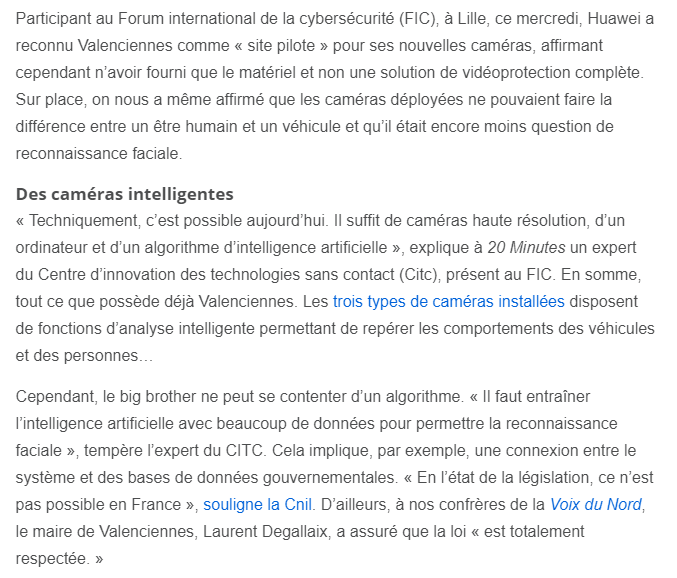 Participant au Forum international de la cybersécurité (FIC), à Lille, ce mercredi, Huawei a
reconnu Valenciennes comme « site pilote » pour ses nouvelles caméras, affirmant
cependant n’avoir fourni que le matériel et non une solution de vidéoprotection complète.
Sur place, on nous a même affirmé que les caméras déployées ne pouvaient faire la
différence entre un être humain et un véhicule et qu’il était encore moins question de
reconnaissance faciale.
Des caméras intelligentes
« Techniquement, c’est possible aujourd’hui. Il suffit de caméras haute résolution, d’un
ordinateur et d’un algorithme d’intelligence artificielle », explique à 20 Minutes un expert
du Centre d’innovation des technologies sans contact (Citc), présent au FIC. En somme,
tout ce que possède déjà Valenciennes. Les trois types de caméras installées disposent
de fonctions d’analyse intelligente permettant de repérer les comportements des véhicules
et des personnes…
Cependant, le big brother ne peut se contenter d’un algorithme. « Il faut entraîner
l’intelligence artificielle avec beaucoup de données pour permettre la reconnaissance
faciale », tempère l’expert du CITC. Cela implique, par exemple, une connexion entre le
système et des bases de données gouvernementales. « En l’état de la législation, ce n’est
pas possible en France », souligne la Cnil. D’ailleurs, à nos confrères de la Voix du Nord,
le maire de Valenciennes, Laurent Degallaix, a assuré que la loi « est totalement
respectée. »